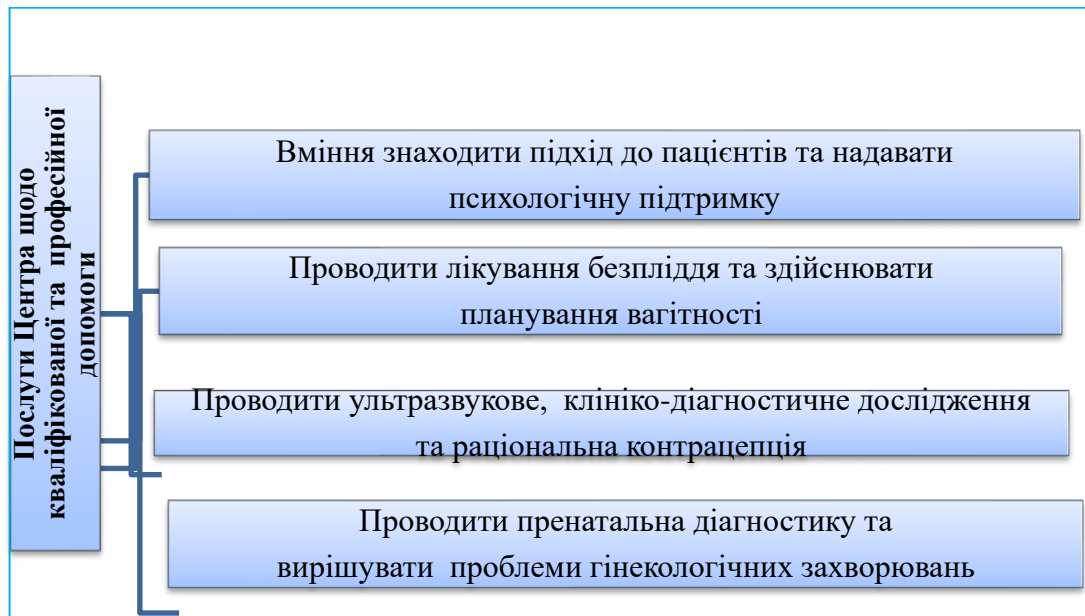 Послуги Центра щодо
кваліфікованої та професійної
допомоги
Вміння знаходити підхід до пацієнтів та надавати
психологічну підтримку
Проводити лікування безпліддя та здійснювати
планування вагітності
Проводити ультразвукове, клініко-діагностичне дослідження
та раціональна контрацепція
Проводити пренатальна діагностику та
вирішувати проблеми гінекологічних захворювань